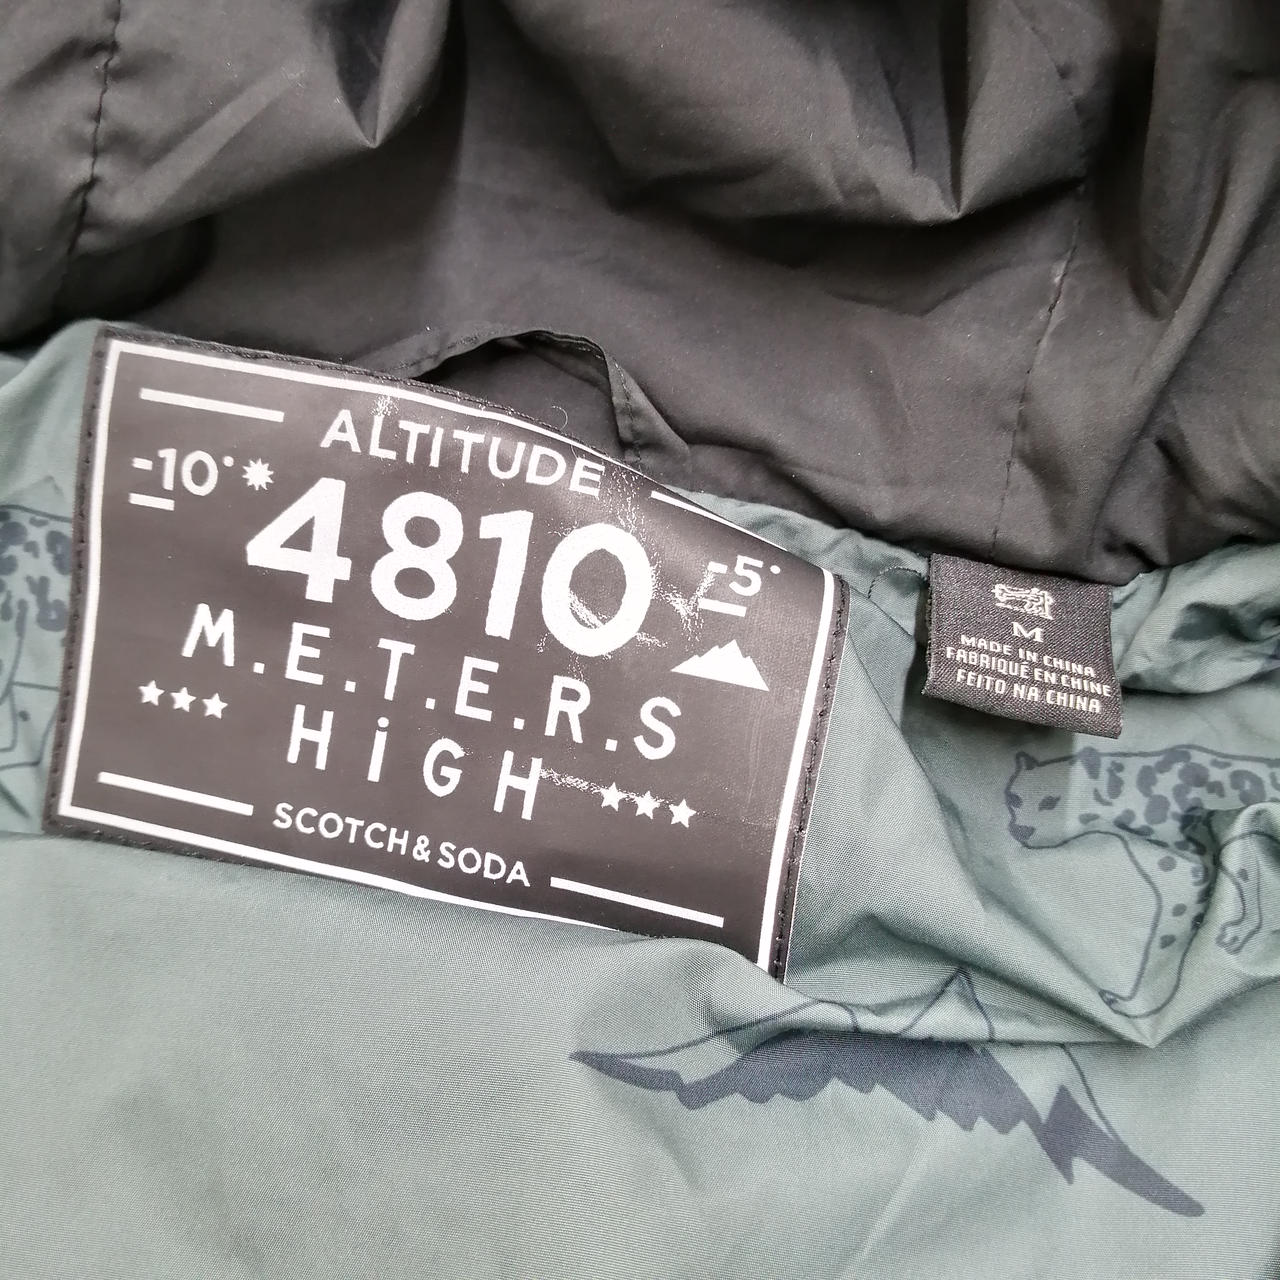 ALTITUDE
-10°
4810
-5°
M.E.T.E.R.S
HiGH
SCOTCH & SODA
M
MADE IN CHINA
FABRIQUÉ EN CHINE
FEITO NA CHINA